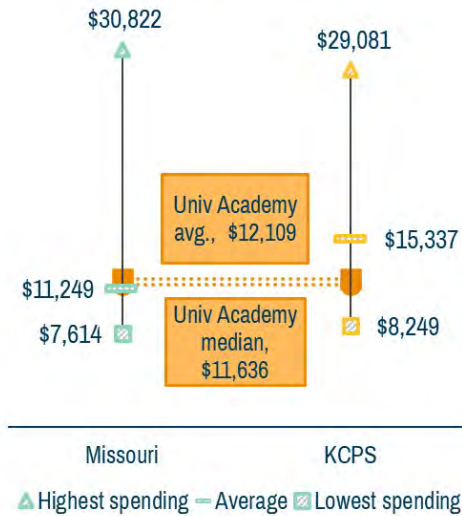 $30,822
$29,081
Univ Academy
avg., $12,109
$15,337
$11,249
$7,614
Univ Academy
median,
$11,636
$8,249
Missouri
KCPS
Highest spending
Average
Lowest spending